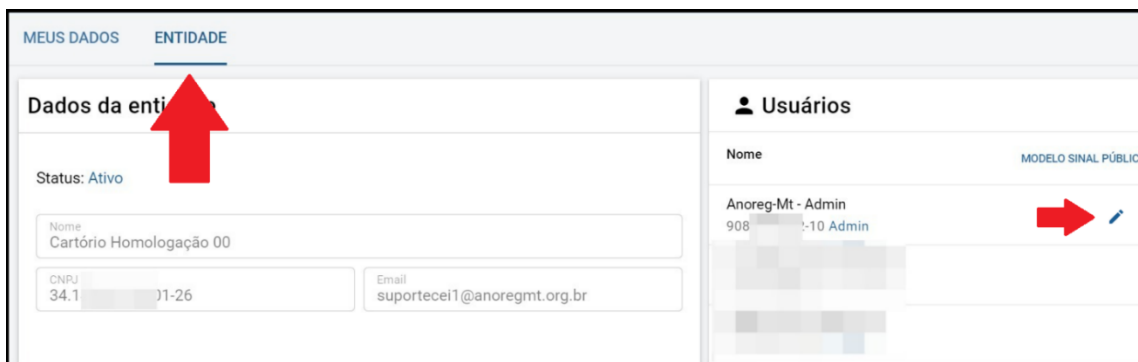 MEUS DADOS ENTIDADE
Dados da
Status: Ativo
Nome
Cartório Homologação 00
CNPJ
34.1 01-26
Email
suportecei1@anoregmt.org.br
Usuários
Nome MODELO SINAL PÚBLIC
Anoreg-Mt - Admin
908 2-10 Admin